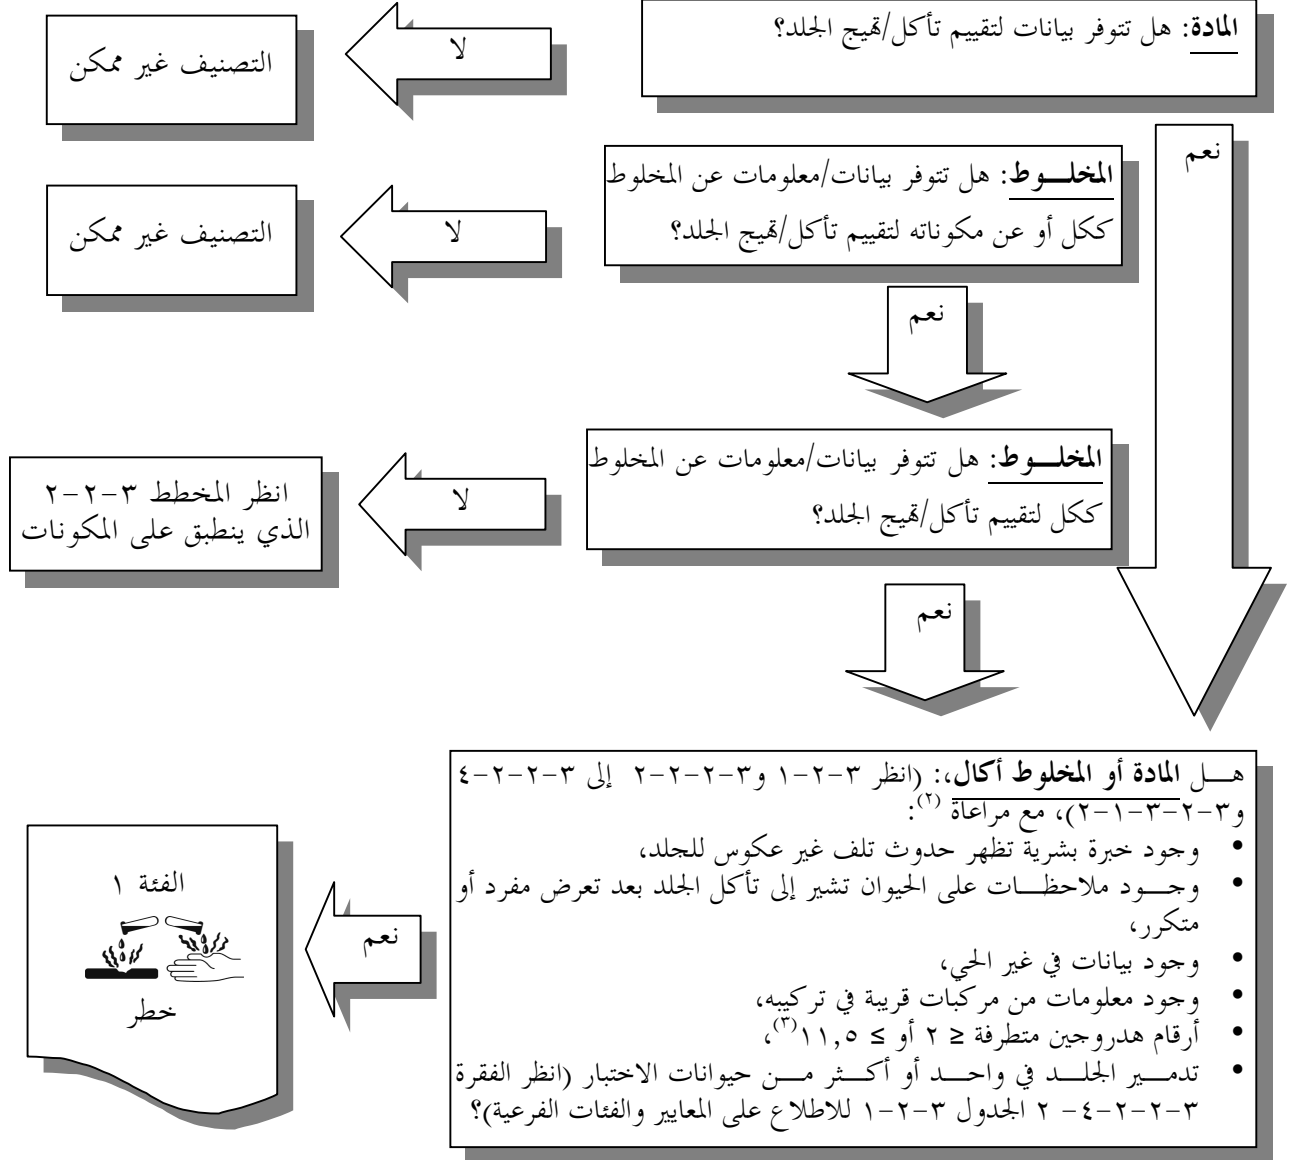 المادة: هل تتوفر بيانات لتقييم تأكل/تهيج الجلد؟
لا
التصنيف غير ممكن
نعم
المخلــوط: هل تتوفر بيانات/معلومات عن المخلوط
ككل أو عن مكوناته لتقييم تأكل/تهيج الجلد؟
لا
التصنيف غير ممكن
نعم
المخلــوط: هل تتوفر بيانات/معلومات عن المخلوط
ككل لتقييم تأكل/تهيج الجلد؟
لا
انظر المخطط ٣-٢-٢
الذي ينطبق على المكونات
نعم
هــل المادة أو المخلوط أكال،: (انظر ٣-٢-١ و٣-٢-٢-٢ إلى ٣-٢-٢-٤
و٣-٢-٣-١-٢)، مع مراعاة (٢):
• وجود خبرة بشرية تظهر حدوث تلف غير عكوس للجلد،
• وجــود ملاحظــات على الحيوان تشير إلى تأكل الجلد بعد تعرض مفرد أو
متكرر،
• وجود بيانات في غير الحي،
• وجود معلومات من مركبات قريبة في تركيبه،
• أرقام هدروجين متطرفة ≤ ٢ أو ≥ ١١,٥(٣)،
• تدمــير الجلــد في واحــد أو أكــثر مــن حيوانات الاختبار (انظر الفقرة
٣-٢-٢-٤- ٢ الجدول ٣-٢-١ للاطلاع على المعايير والفئات الفرعية)؟
نعم
الفئة ١
خطر